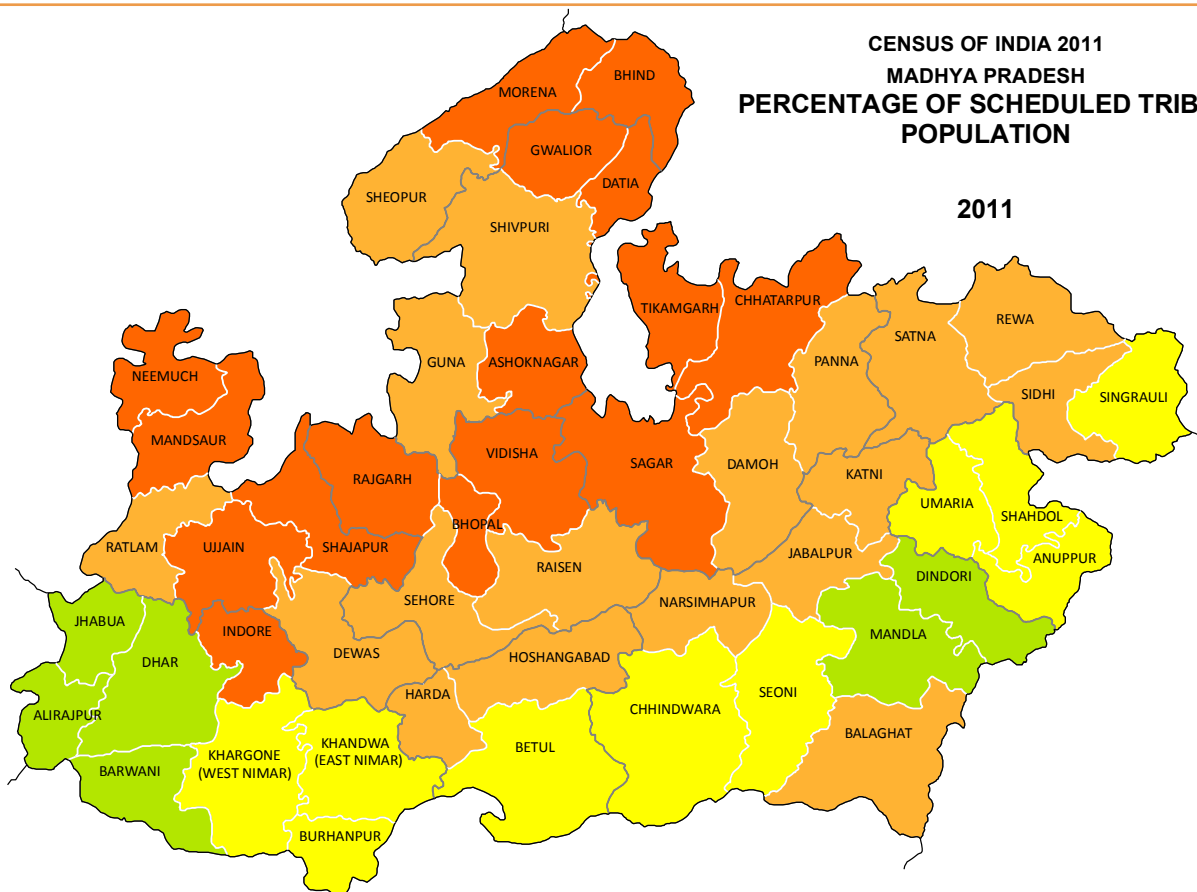 CENSUS OF INDIA 2011
MADHYA PRADESH
PERCENTAGE OF SCHEDULED TRIB
POPULATION
2011
BHIND
MORENA
GWALIOR
DATIA
SHEOPUR
SHIVPURI
TIKAMGARH
CHHATARPUR
REWA
SATNA
PANNA
GUNA
ASHOKNAGAR
NEEMUCH
SIDHI
SINGRAULI
MANDSAUR
VIDISHA
SAGAR
DAMOH
KATNI
RAJGARH
UMARIA
SHAHDOL
BHOPAL
RATLAM
UJJAIN
SHAJAPUR
JABALPUR
ANUPPUR
RAISEN
DINDORI
SEHORE
NARSIMHAPUR
JHABUA
INDORE
MANDLA
DHAR
DEWAS
HOSHANGABAD
SEONI
HARDA
CHHINDWARA
ALIRAJPUR
BALAGHAT
KHANDWA
(EAST NIMAR)
BETUL
KHARGONE
(WEST NIMAR)
BARWANI
BURHANPUR